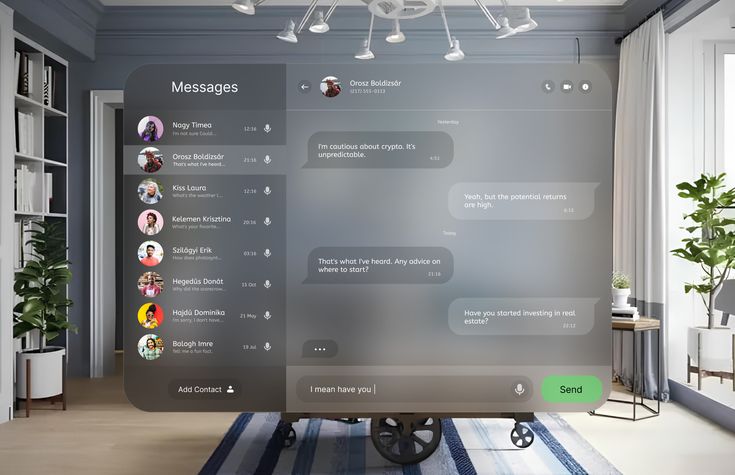 Messages
Nagy Timea
I'm not sure Could...
12:16
Orosz Boldizsár
That's what I've heard...
21:16
Kiss Laura
What's the weather l...
12:16
Kelemen Krisztina
What's your favorite...
20:16
Szilágyi Erik
How does photosynt...
03:16
Hegedűs Donát
Why did the scarecrow...
13 Oct
Hajdú Dominika
I'm sorry, I don't have...
21 May
Balogh Imre
Tell me a fun fact.
19 Jul
Add Contact
Orosz Boldizsár
(217) 555-0113
Yesterday
I'm cautious about crypto. It's
unpredictable.
4:53
Yeah, but the potential returns
are high.
6:12
Today
That's what I've heard. Any advice on
where to start?
21:16
Have you started investing in real
estate?
22:12
I mean have you
Send